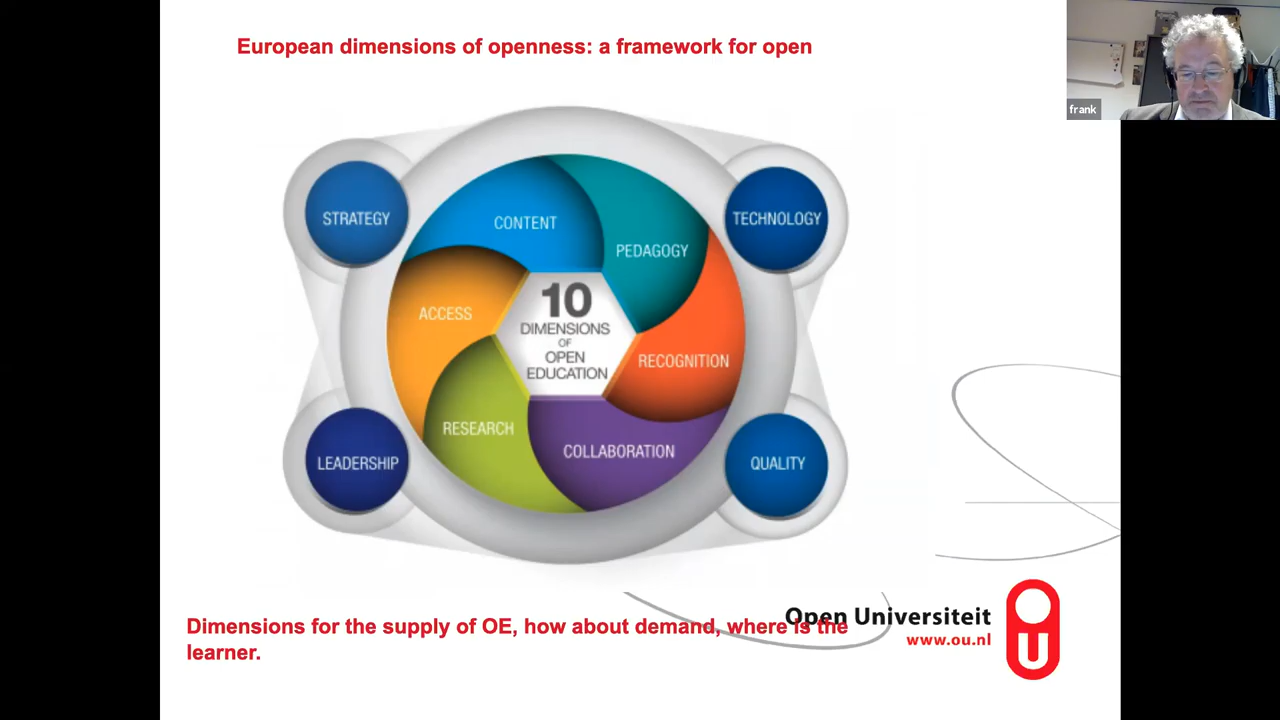 European dimensions of openness: a framework for open
frank
STRATEGY
CONTENT
PEDAGOGY
TECHNOLOGY
ACCESS
10
DIMENSIONS
OF
OPEN
EDUCATION
RECOGNITION
RESEARCH
COLLABORATION
LEADERSHIP
QUALITY
Dimensions for the supply of OE, how about demand, where is the
learner.
Open Universiteit
www.ou.nl
U